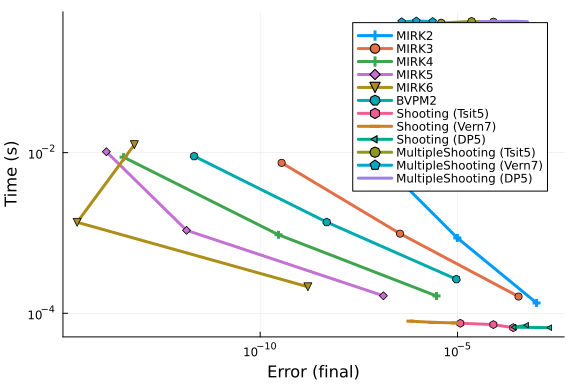 MIRK2
MIRK3
MIRK4
MIRK5
MIRK6
BVPM2
Shooting (Tsit5)
Shooting (Vern7)
Shooting (DP5)
MultipleShooting (Tsit5)
MultipleShooting (Vern7)
MultipleShooting (DP5)
Time (s)
10⁻²
10⁻⁴
10⁻¹⁰
10⁻⁵
Error (final)